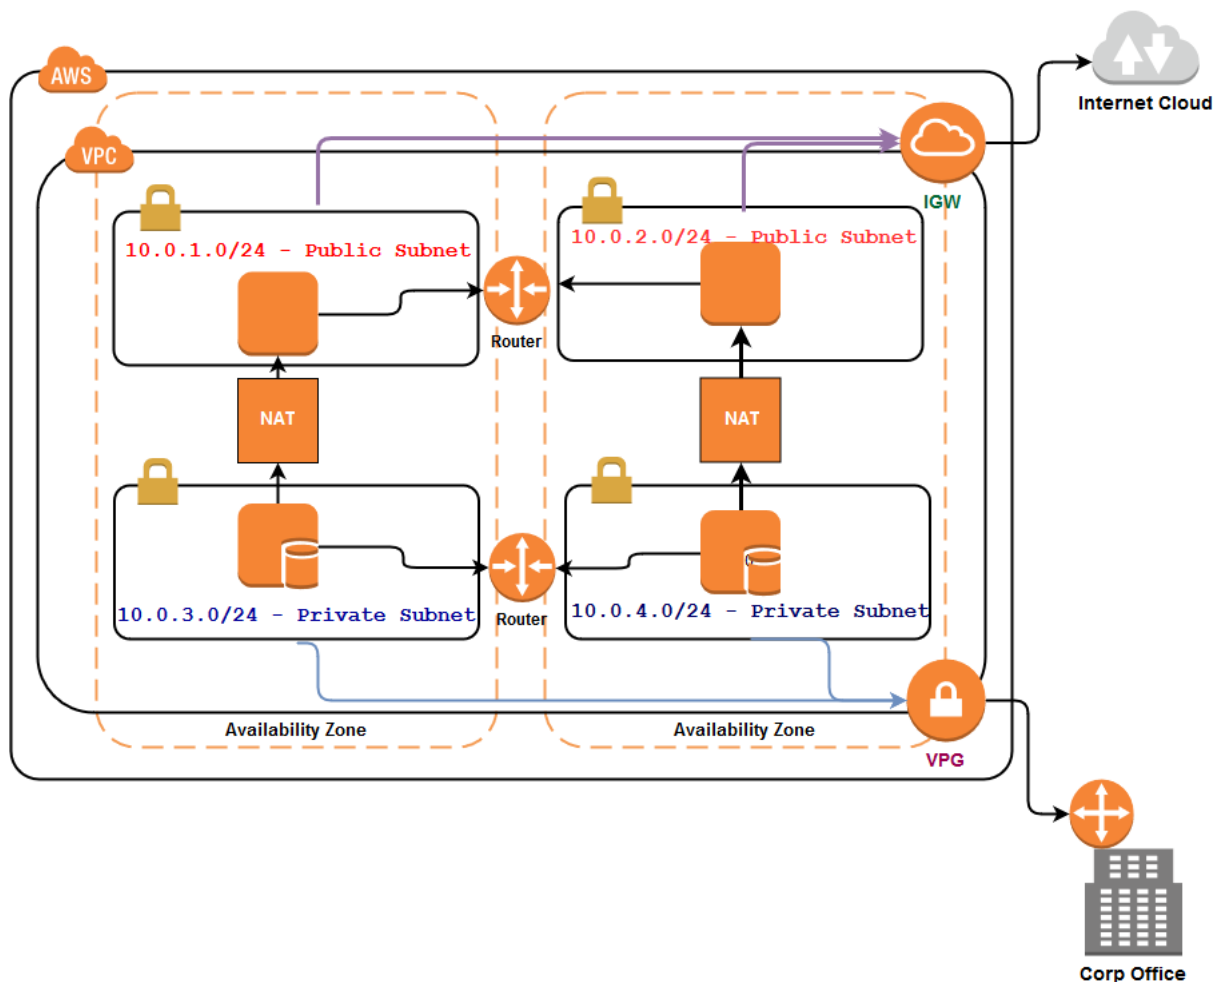 AWS
Internet Cloud
VPC
IGW
10.0.1.0/24 - Public Subnet
10.0.2.0/24 - Public Subnet
Router
NAT
NAT
10.0.3.0/24 - Private Subnet
10.0.4.0/24 - Private Subnet
Router
Availability Zone
Availability Zone
VPG
Corp Office